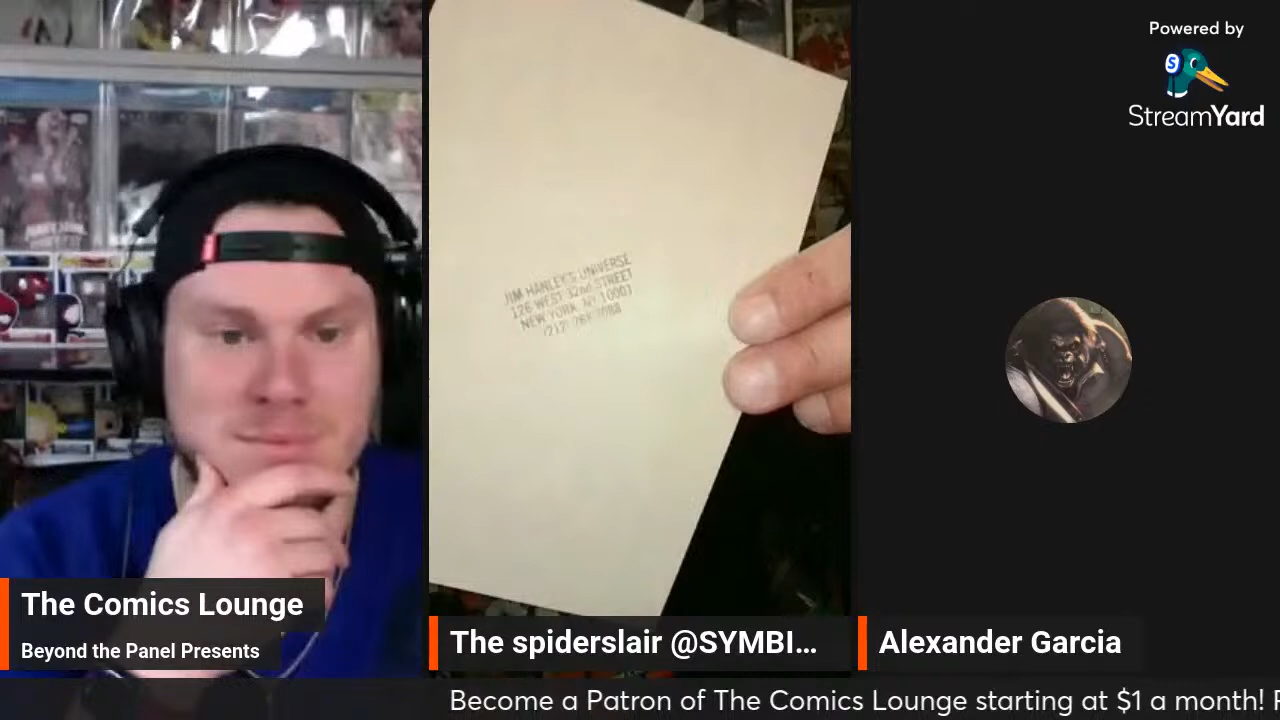 Powered by
S
StreamYard
JIM HANLEY'S UNIVERSE
126 WEST 32nd STREET
NEW YORK NY 10001
(212)
The Comics Lounge
Beyond the Panel Presents
The spiderslair @SYMBI...
Alexander Garcia
Become a Patron of The Comics Lounge starting at $1 a month!